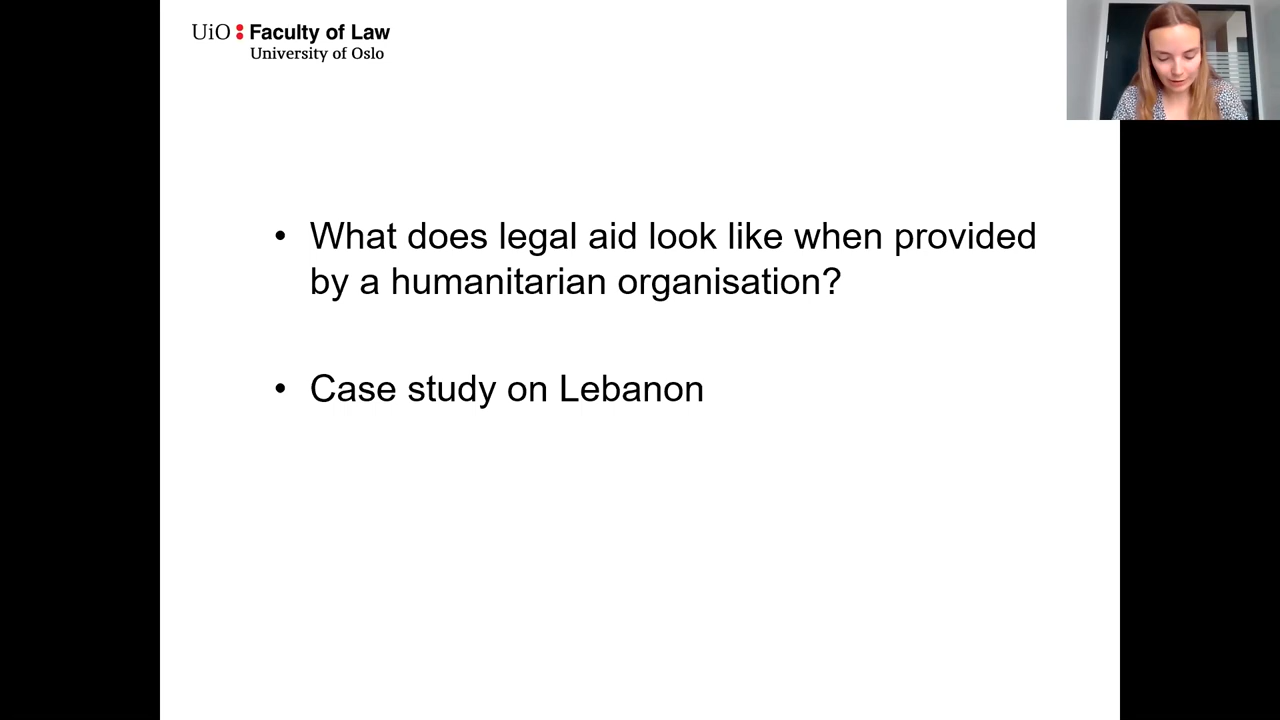 UiO : Faculty of Law
University of Oslo
• What does legal aid look like when provided
by a humanitarian organisation?
• Case study on Lebanon